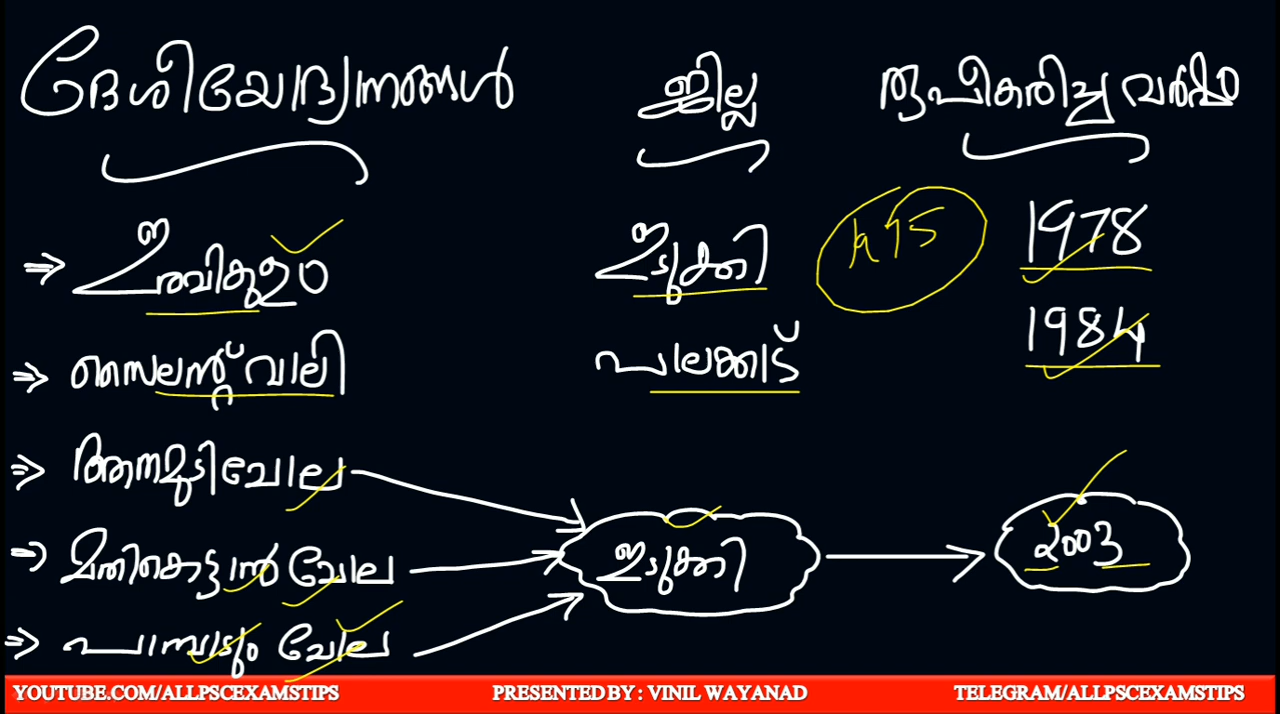 ദേശീയോദ്യാനങ്ങൾ ജില്ല രൂപീകരിച്ച വർഷം
⇒ ഇരവികുളം ഇടുക്കി 1978
⇒ സൈലന്റ് വാലി പാലക്കാട് 1984
⇒ ആനമുടിചോല
⇒ മതികെട്ടാൻ ചോല ഇടുക്കി → 2003
⇒ പാമ്പാടും ചോല
YOUTUBE.COM/ALLPSCEXAMSTIPS PRESENTED BY : VINIL WAYANAD TELEGRAM/ALLPSCEXAMSTIPS